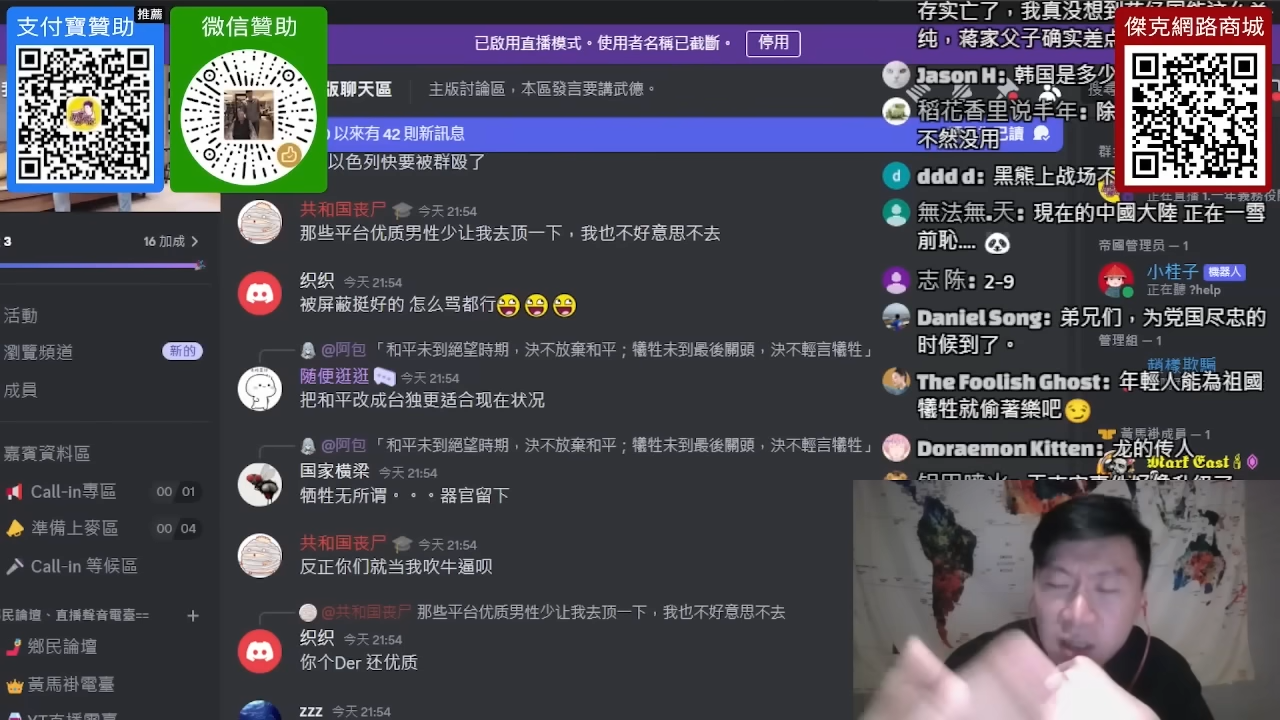 支付寶贊助
推薦
微信贊助
已啟用直播模式。使用者名稱已截斷。
停用
傑克網路商城
版聊天區
主版討論區，本區發言要講武德。
以來有 42 則新訊息
以色列快要被群殴了
共和国丧尸 今天 21:54
那些平台优质男性少让我去顶一下，我也不好意思不去
织织 今天 21:54
被屏蔽挺好的 怎么骂都行
@阿包 「和平未到絕望時期，決不放棄和平；犧牲未到最後關頭，決不輕言犧牲」
随便逛逛 今天 21:54
把和平改成台独更适合现在状况
@阿包 「和平未到絕望時期，決不放棄和平；犧牲未到最後關頭，決不輕言犧牲」
国家横梁 今天 21:54
牺牲无所谓。。。器官留下
共和国丧尸 今天 21:54
反正你们就当我吹牛逼呗
@共和国丧尸 那些平台优质男性少让我去顶一下，我也不好意思不去
织织 今天 21:54
你个Der 还优质
zzz 今天 21:54
3
16 加成
活動
瀏覽頻道
新的
成員
嘉賓資料區
Call-in專區 00 01
準備上麥區 00 04
Call-in 等候區
民論壇、直播聲音電臺==
鄉民論壇
黃馬褂電臺
YT直播電臺
纯，蒋家父子确实差点
Jason H: 韩国是多少
稻花香里说丰年: 除
不然没用
ddd d: 黑熊上战场不
無法無.天: 現在的中國大陸 正在一雪
前恥....
志 陈: 2-9
Daniel Song: 弟兄们，为党国尽忠的
时候到了。
The Foolish Ghost: 年輕人能為祖國
犧牲就偷著樂吧
Doraemon Kitten: 龙的传人
帝國管理员 — 1
小桂子 機器人
正在聽 ?help
管理組 — 1
趙樣欺騙
黃馬褂成員 — 1
Mark East